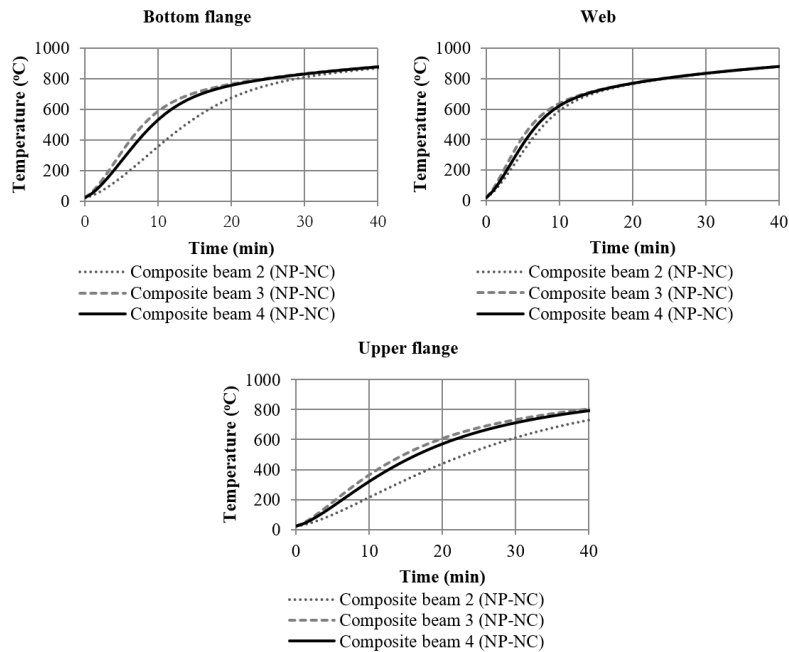 Bottom flange
Temperature (ºC)
1000
800
600
400
200
0
0 10 20 30 40
Time (min)
Composite beam 2 (NP-NC)
Composite beam 3 (NP-NC)
Composite beam 4 (NP-NC)
Web
Temperature (ºC)
1000
800
600
400
200
0
0 10 20 30 40
Time (min)
Composite beam 2 (NP-NC)
Composite beam 3 (NP-NC)
Composite beam 4 (NP-NC)
Upper flange
Temperature (ºC)
1000
800
600
400
200
0
0 10 20 30 40
Time (min)
Composite beam 2 (NP-NC)
Composite beam 3 (NP-NC)
Composite beam 4 (NP-NC)